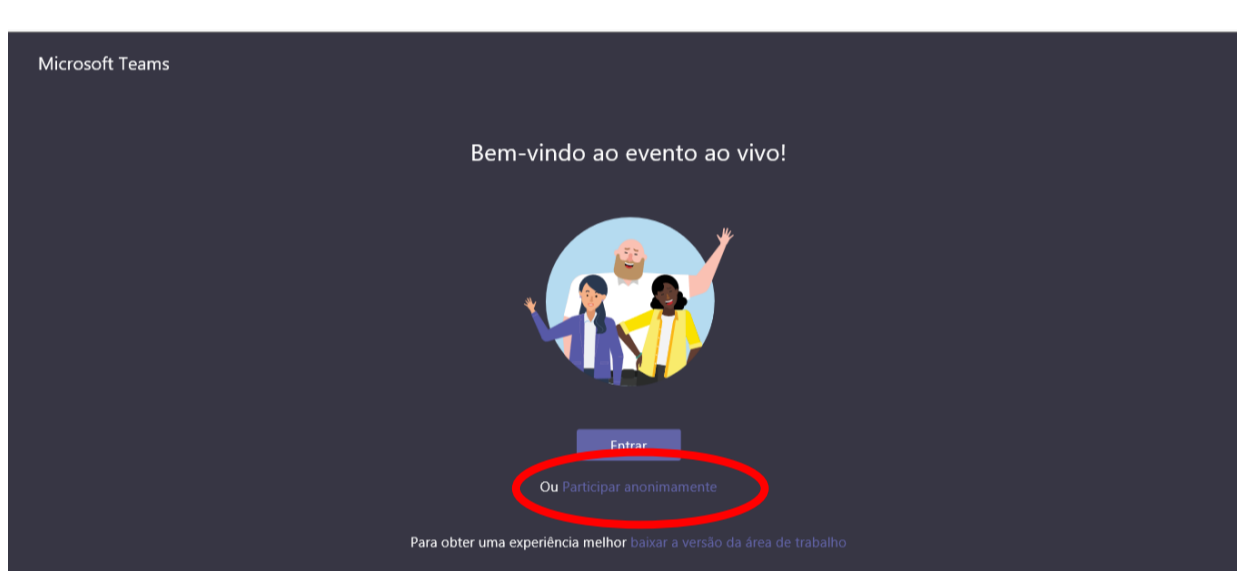 Microsoft Teams
Bem-vindo ao evento ao vivo!
Entrar
Ou Participar anonimamente
Para obter uma experiência melhor baixar a versão da área de trabalho